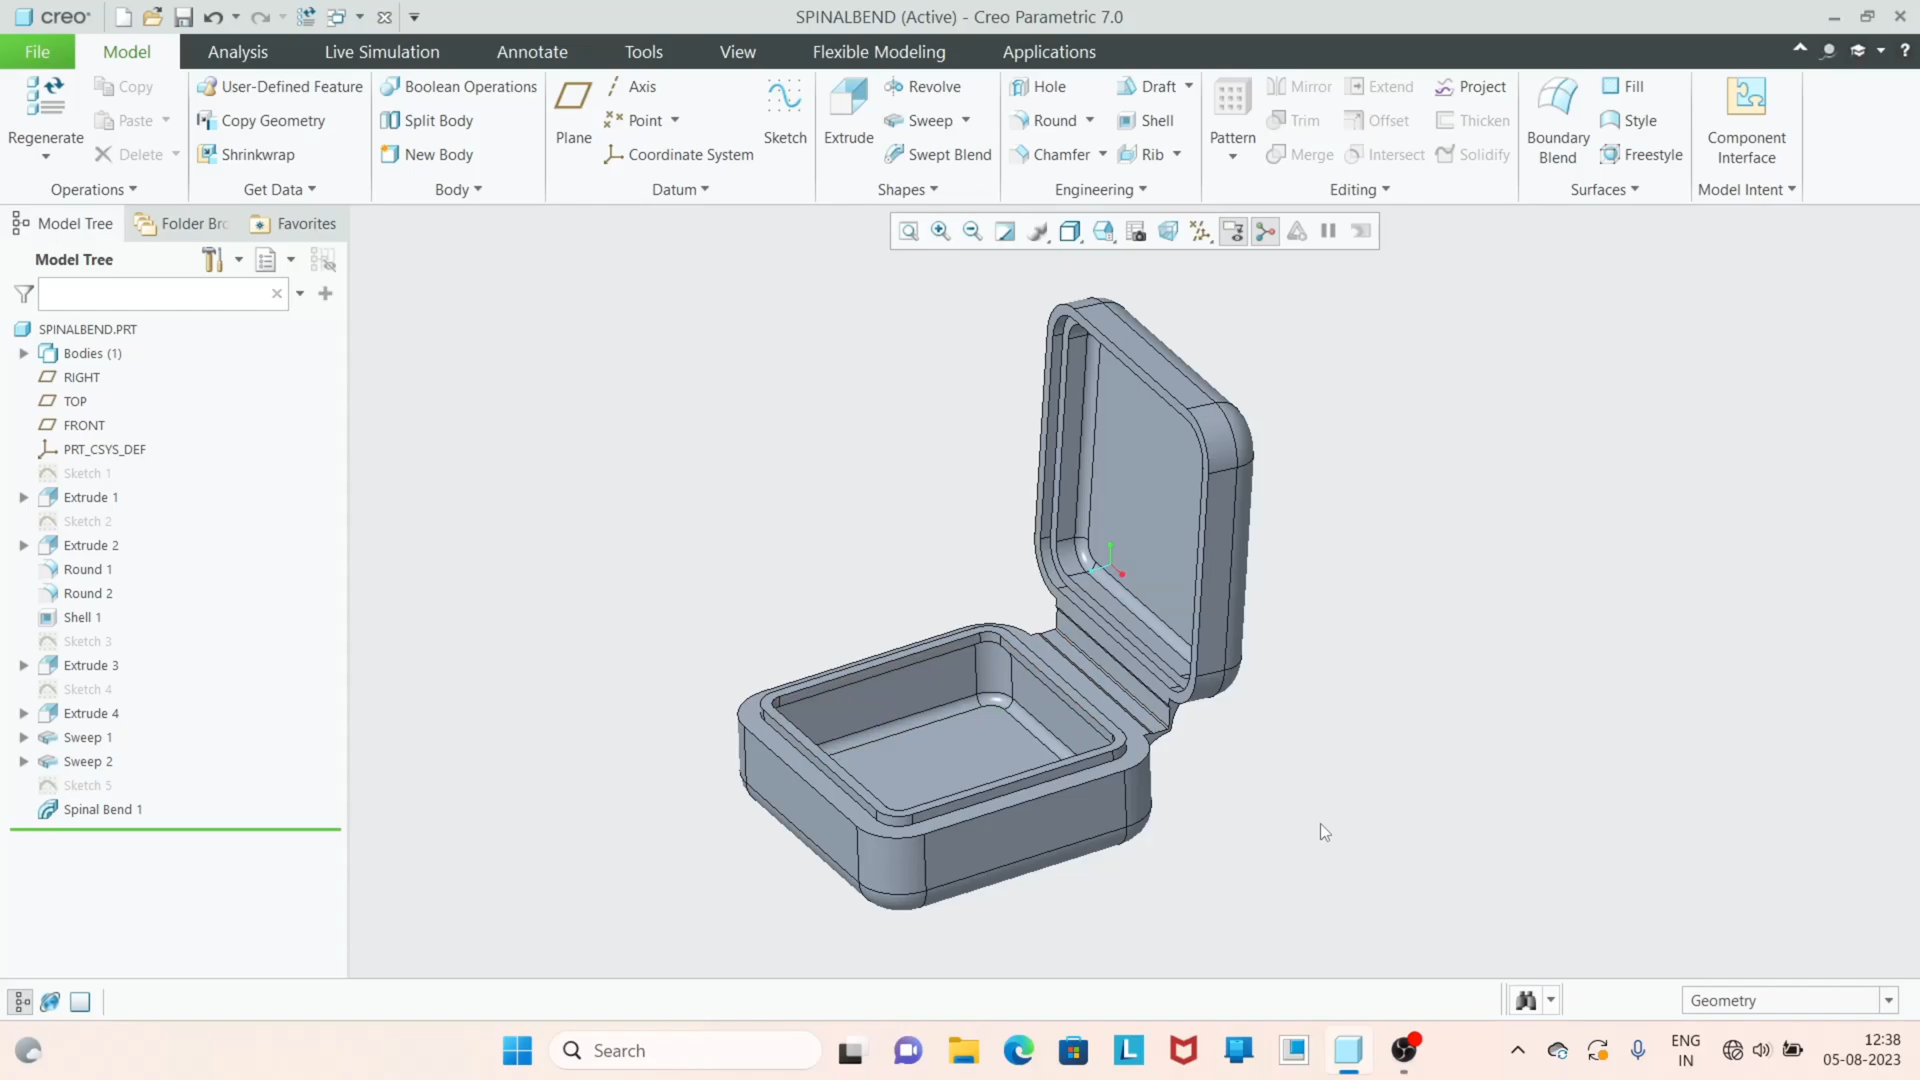 creo
SPINALBEND (Active) - Creo Parametric 7.0
File
Model
Analysis
Live Simulation
Annotate
Tools
View
Flexible Modeling
Applications
Regenerate
Copy
Paste
Delete
Operations
User-Defined Feature
Copy Geometry
Shrinkwrap
Get Data
Boolean Operations
Split Body
New Body
Body
Plane
Axis
Point
Coordinate System
Sketch
Datum
Extrude
Revolve
Sweep
Swept Blend
Shapes
Hole
Round
Chamfer
Draft
Shell
Rib
Engineering
Pattern
Mirror
Trim
Merge
Extend
Offset
Intersect
Project
Thicken
Solidify
Editing
Boundary
Blend
Fill
Style
Freestyle
Surfaces
Component
Interface
Model Intent
Model Tree
Folder Brc
Favorites
Model Tree
SPINALBEND.PRT
Bodies (1)
RIGHT
TOP
FRONT
PRT_CSYS_DEF
Sketch 1
Extrude 1
Sketch 2
Extrude 2
Round 1
Round 2
Shell 1
Sketch 3
Extrude 3
Sketch 4
Extrude 4
Sweep 1
Sweep 2
Sketch 5
Spinal Bend 1
Geometry
Search
ENG
IN
12:38
05-08-2023